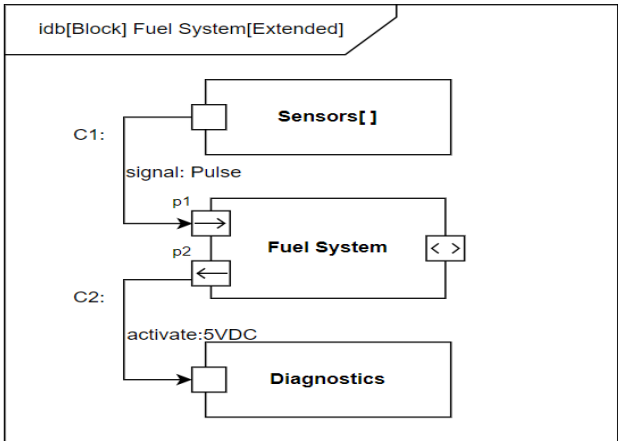 idb[Block] Fuel System[Extended]
Sensors[ ]
C1:
signal: Pulse
p1
Fuel System
p2
C2:
activate:5VDC
Diagnostics